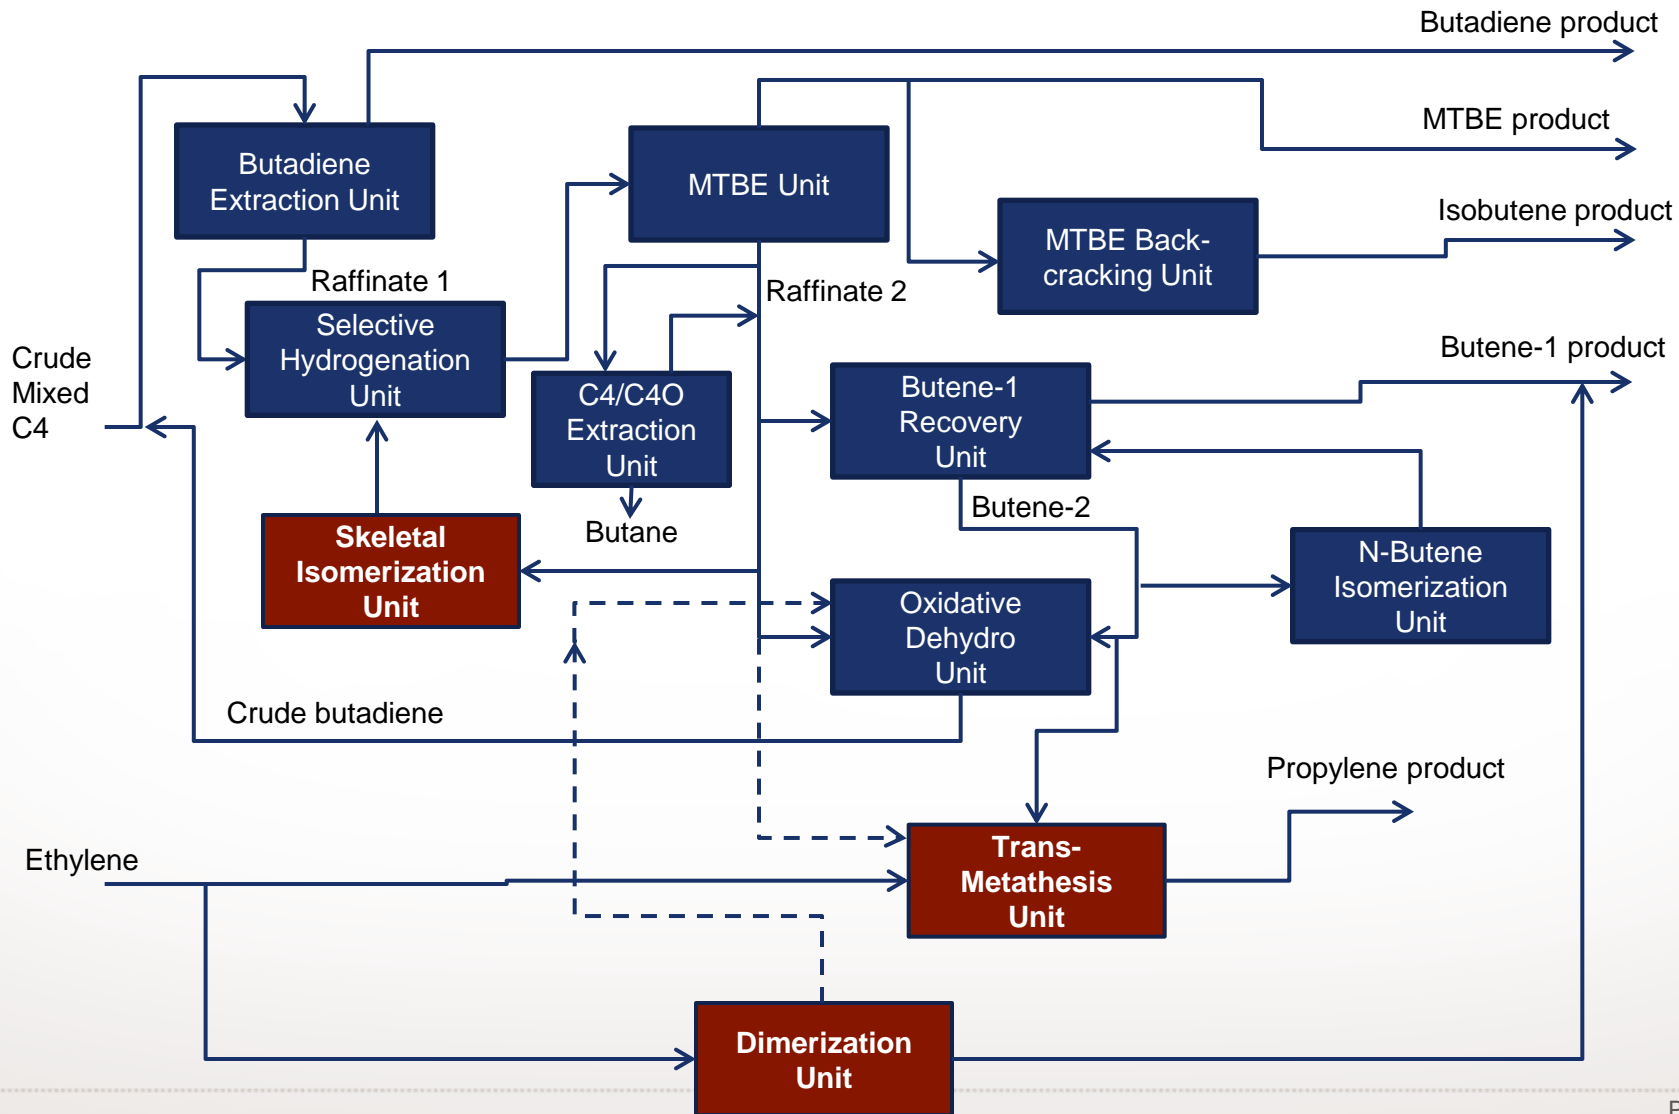 Butadiene product
MTBE product
Butadiene
Extraction Unit
MTBE Unit
Isobutene product
MTBE Back-
cracking Unit
Raffinate 1
Raffinate 2
Selective
Hydrogenation
Unit
Crude
Mixed
C4
C4/C4O
Extraction
Unit
Butene-1 product
Butene-1
Recovery
Unit
Butene-2
Butane
Skeletal
Isomerization
Unit
N-Butene
Isomerization
Unit
Oxidative
Dehydro
Unit
Crude butadiene
Propylene product
Ethylene
Trans-
Metathesis
Unit
Dimerization
Unit